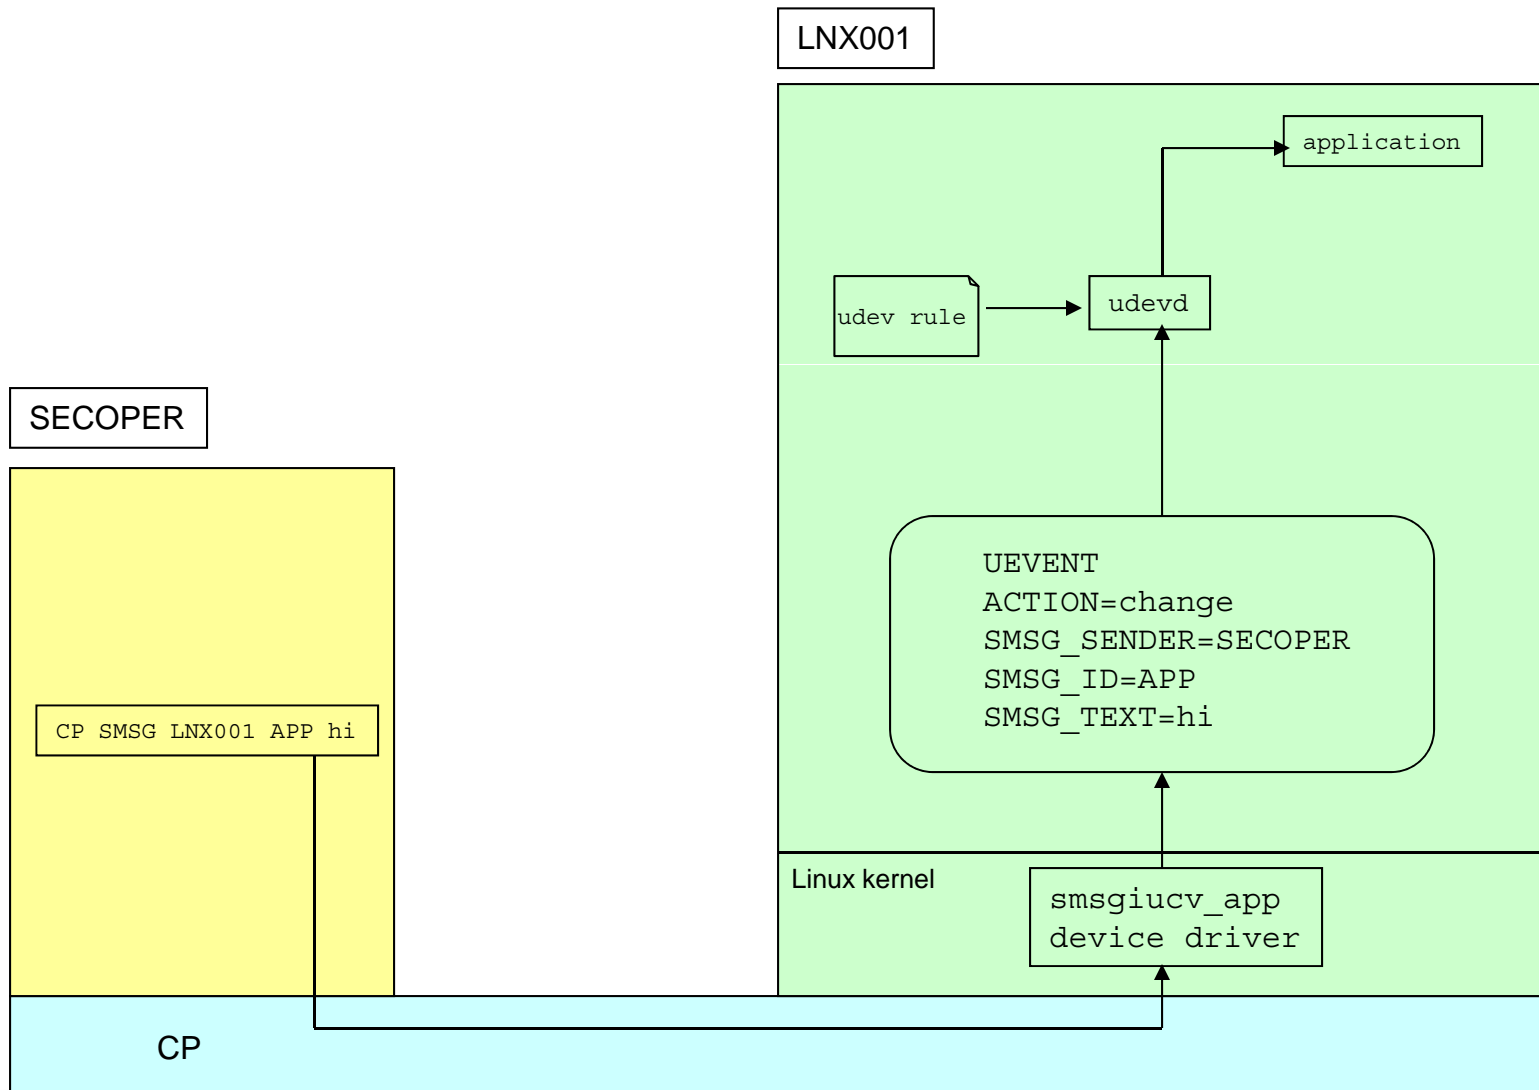 LNX001
application
udev rule
udevd
SECOPER
UEVENT
ACTION=change
SMSG_SENDER=SECOPER
SMSG_ID=APP
SMSG_TEXT=hi
CP SMSG LNX001 APP hi
Linux kernel
smsgiucv_app
device driver
CP